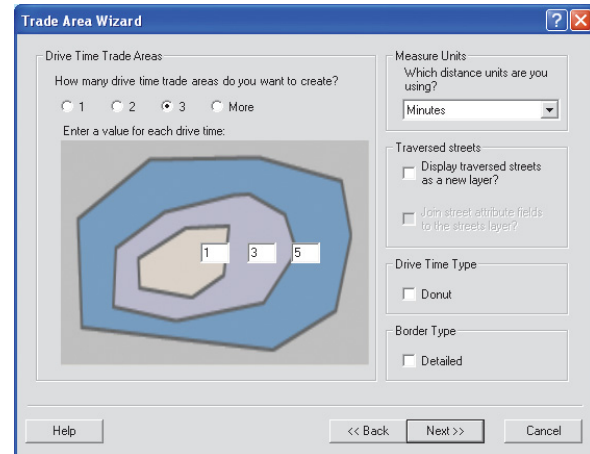 Trade Area Wizard
Drive Time Trade Areas
How many drive time trade areas do you want to create?
1 2 3 More
Enter a value for each drive time:
1 3 5
Measure Units
Which distance units are you
using?
Minutes
Traversed streets
Display traversed streets
as a new layer?
Join street attribute fields
to the streets layer?
Drive Time Type
Donut
Border Type
Detailed
Help << Back Next >> Cancel